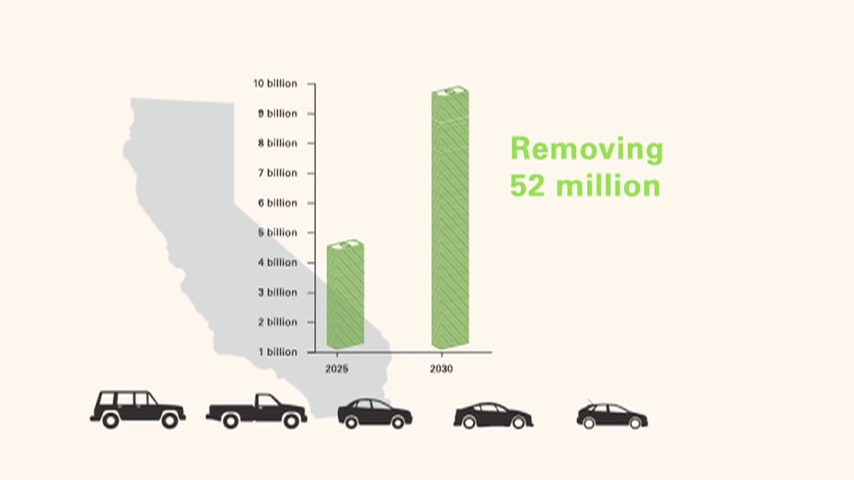 10 billion
9 billion
8 billion
7 billion
6 billion
5 billion
4 billion
3 billion
2 billion
1 billion
2025
2030
Removing
52 million